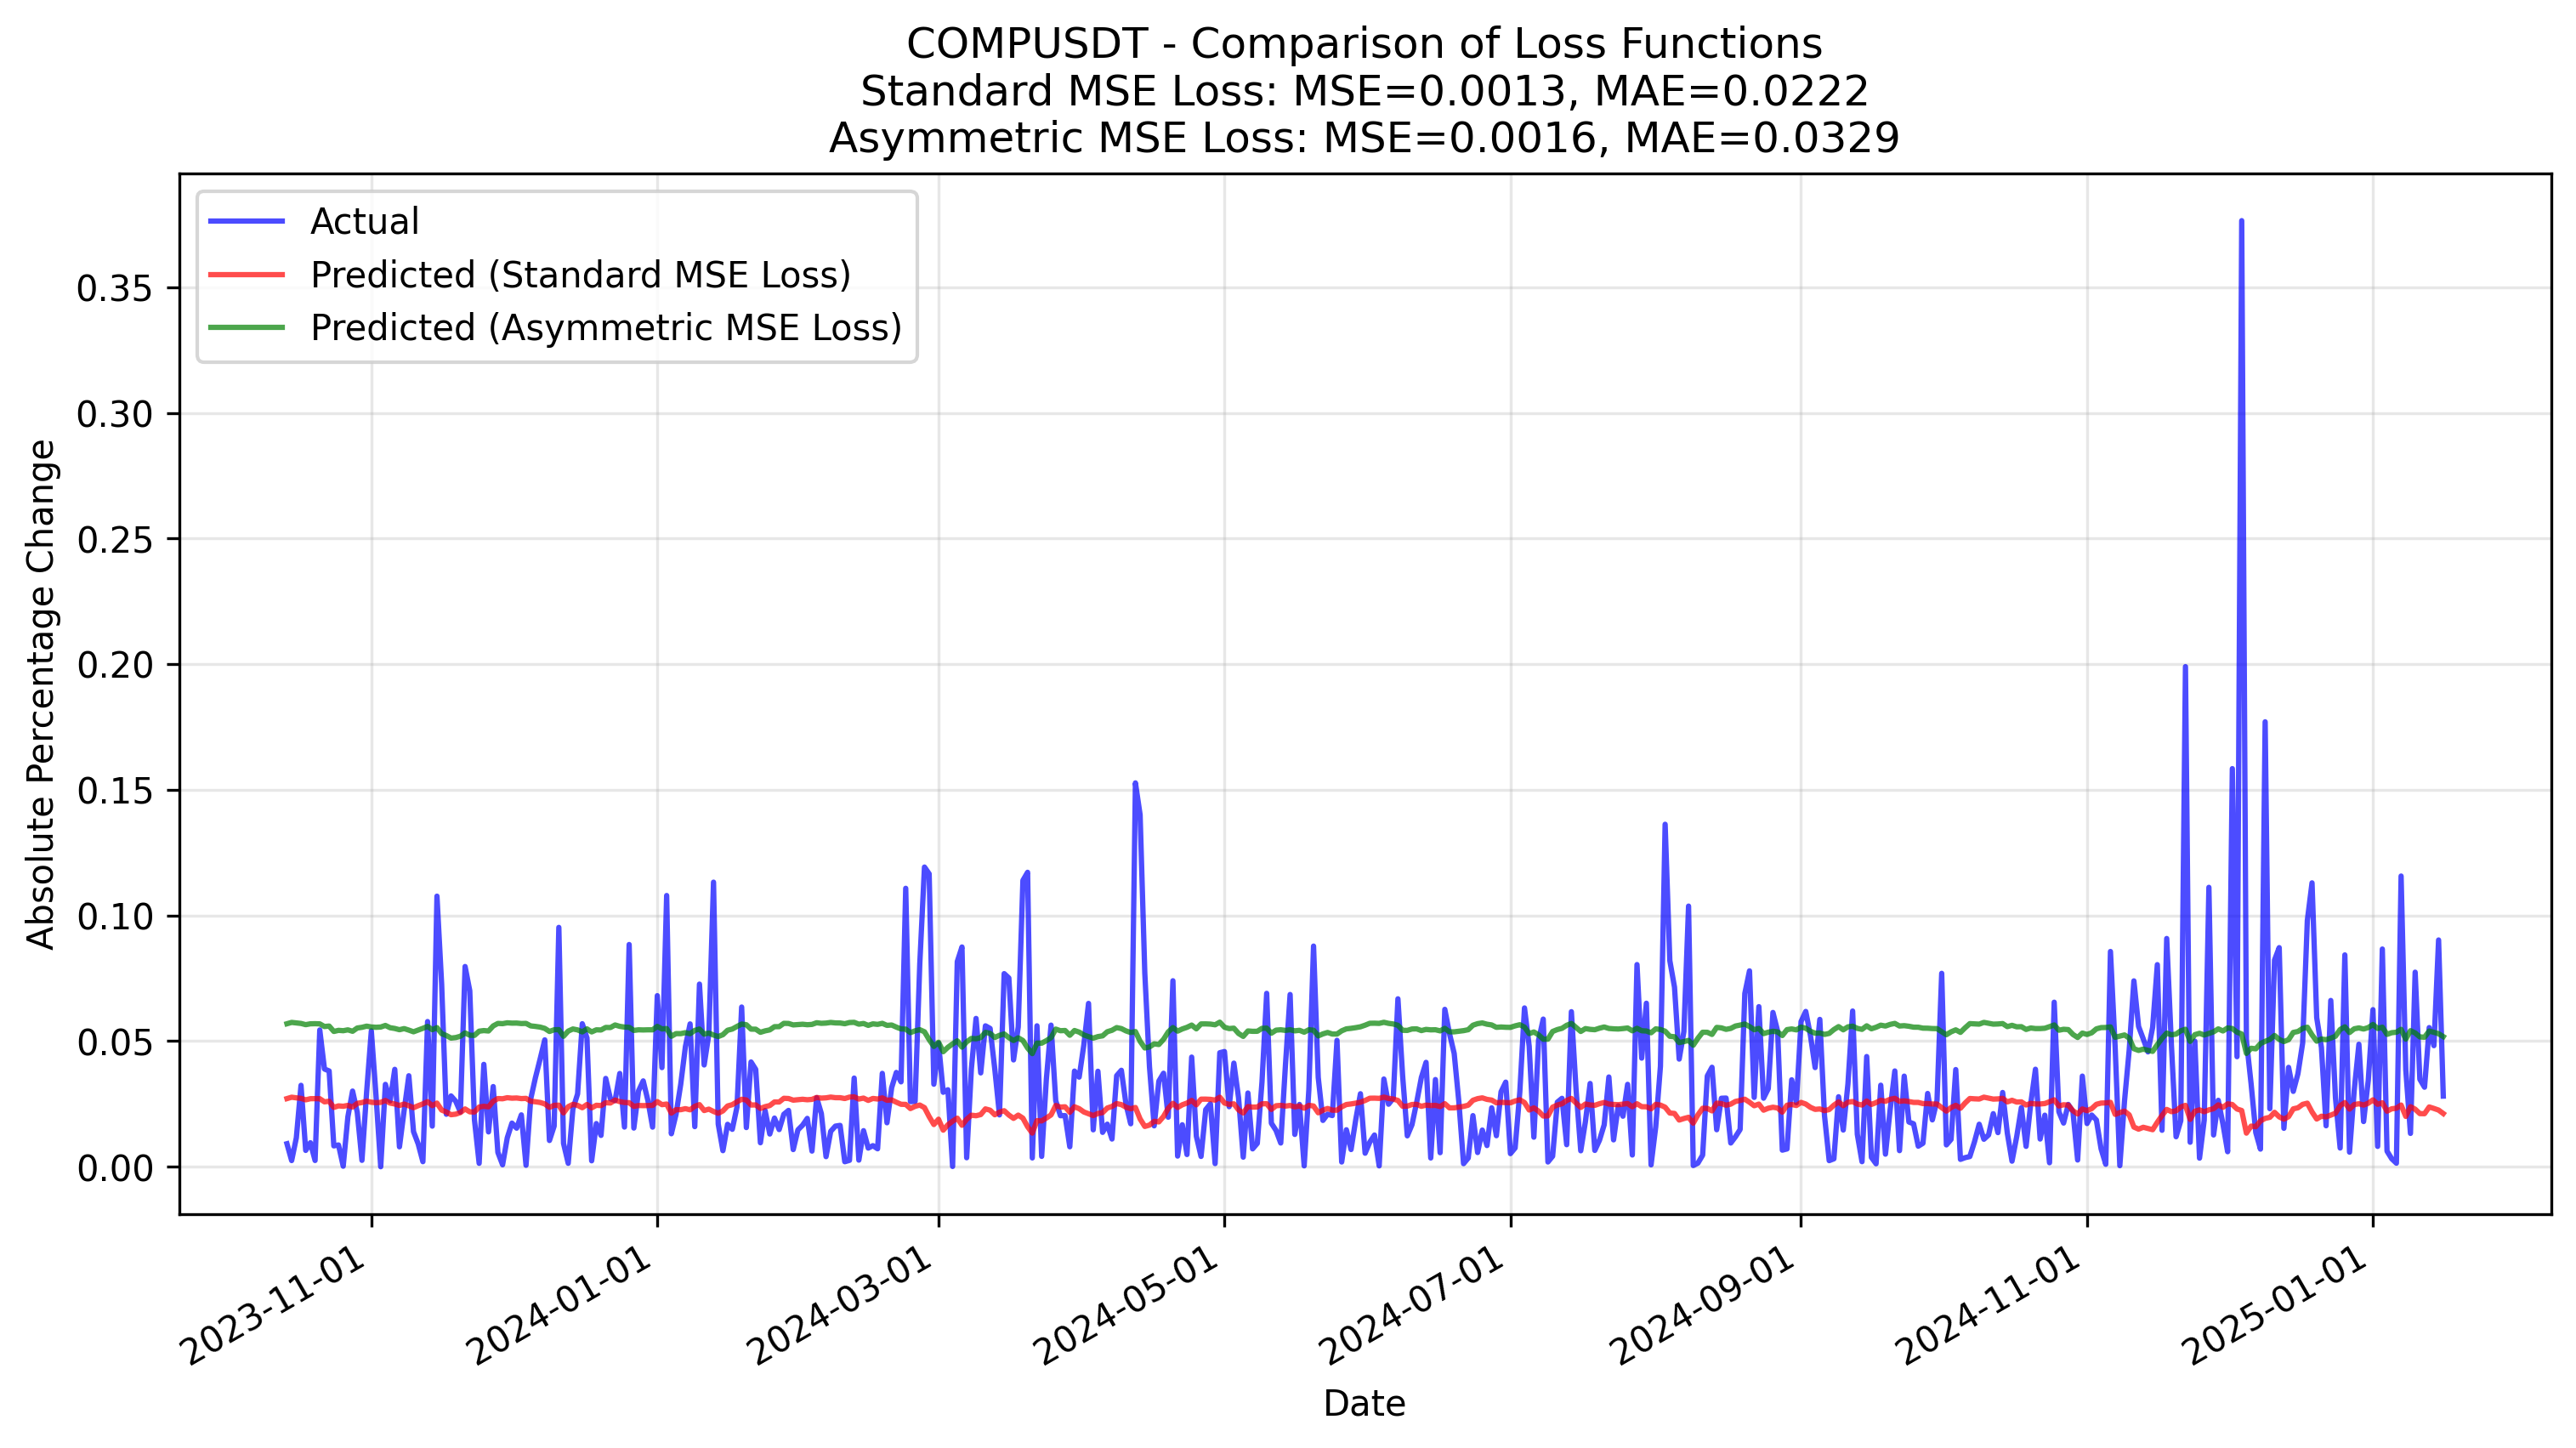 COMPUSDT - Comparison of Loss Functions
Standard MSE Loss: MSE=0.0013, MAE=0.0222
Asymmetric MSE Loss: MSE=0.0016, MAE=0.0329
Actual
Predicted (Standard MSE Loss)
Predicted (Asymmetric MSE Loss)
Absolute Percentage Change
0.35
0.30
0.25
0.20
0.15
0.10
0.05
0.00
2023-11-01
2024-01-01
2024-03-01
2024-05-01
2024-07-01
2024-09-01
2024-11-01
2025-01-01
Date